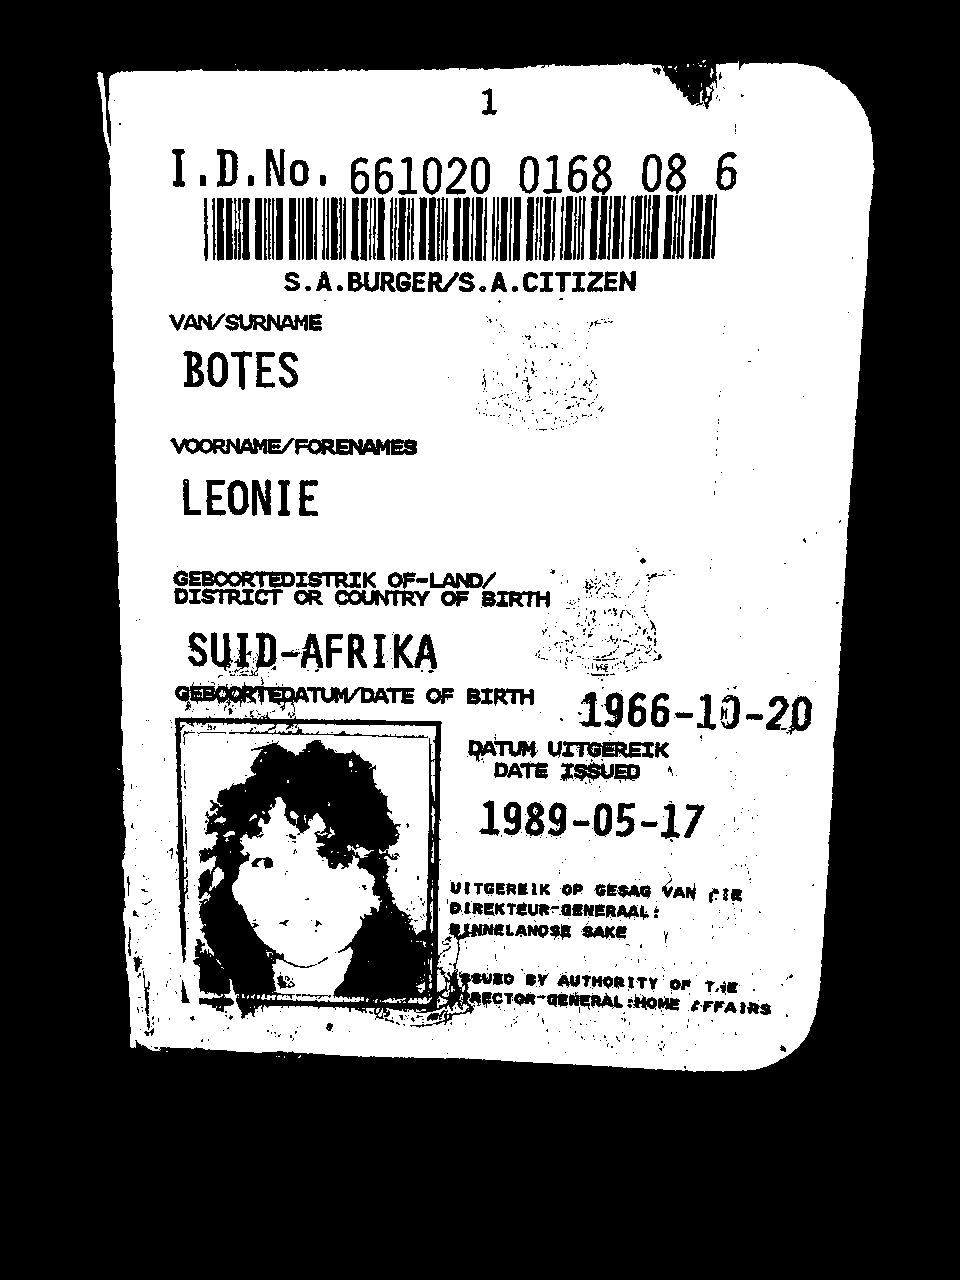 1
I.D.No. 661020 0168 08 6
S.A.BURGER/S.A.CITIZEN
VAN/SURNAME
BOTES
VOORNAME/FORENAMES
LEONIE
GEBOORTEDISTRIK OF-LAND/
DISTRICT OR COUNTRY OF BIRTH
SUID-AFRIKA
GEBOORTEDATUM/DATE OF BIRTH 1966-10-20
DATUM UITGEREIK
DATE ISSUED
1989-05-17
UITGEREIK OP GESAG VAN DIE
DIREKTEUR-GENERAAL:
BINNELANDSE SAKE
ISSUED BY AUTHORITY OF THE
DIRECTOR-GENERAL:HOME AFFAIRS